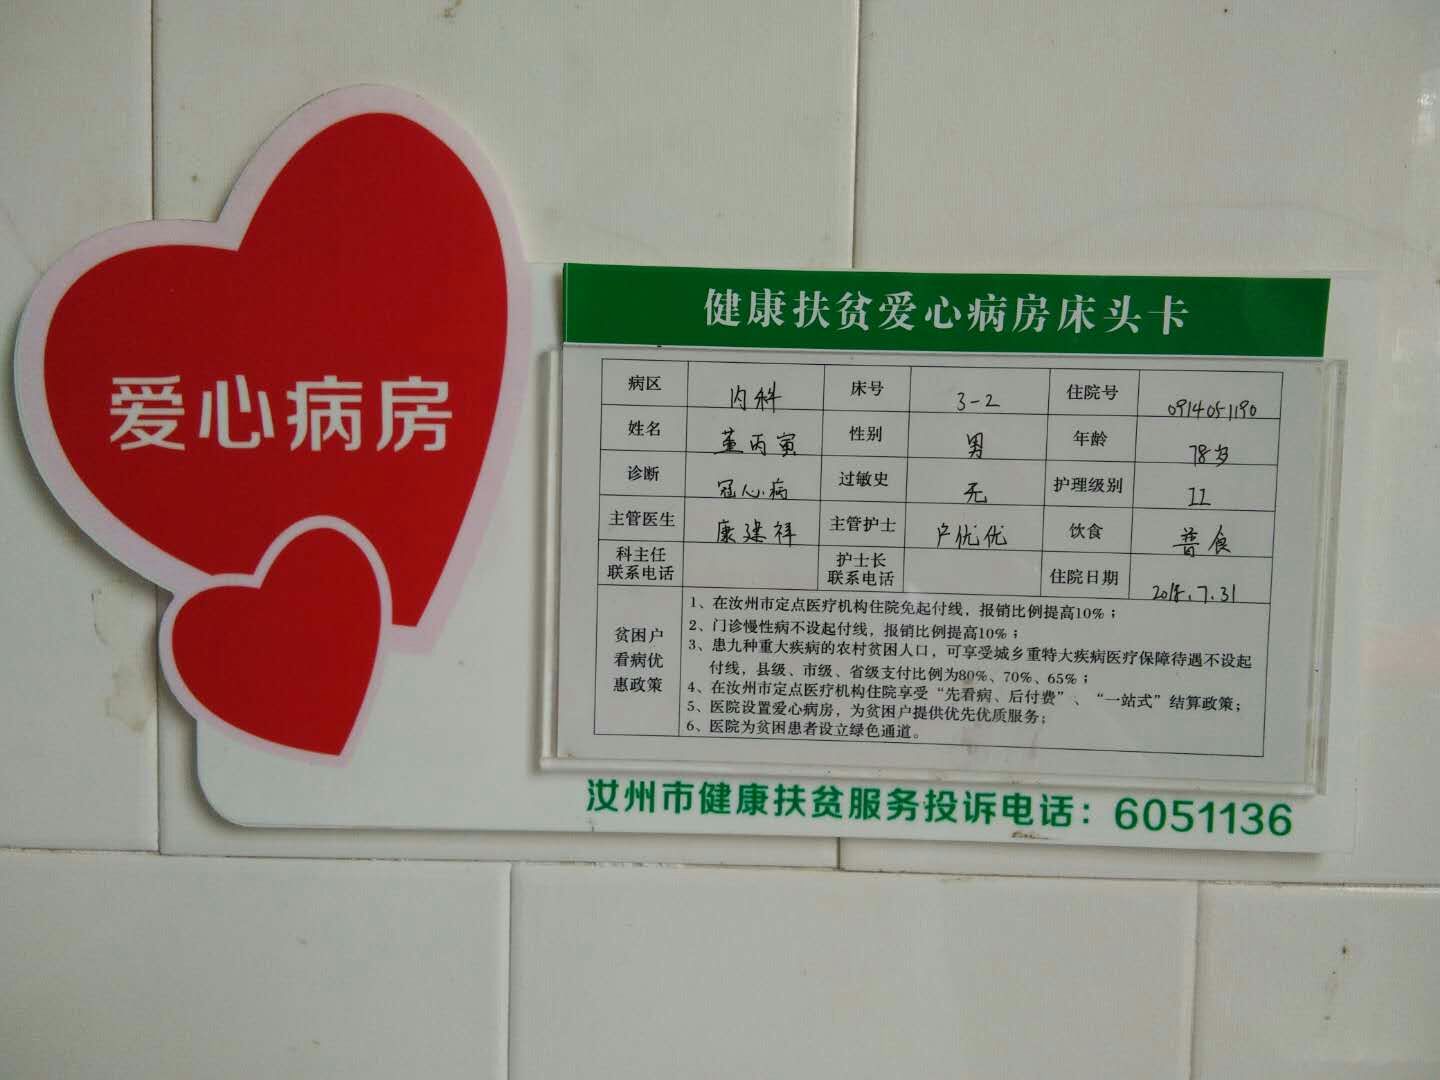 爱心病房
健康扶贫爱心病房床头卡
病区 内科 床号 3-2 住院号 0914051190
姓名 董丙寅 性别 男 年龄 78岁
诊断 冠心病 过敏史 无 护理级别 II
主管医生 康建祥 主管护士 卢优优 饮食 普食
科主任联系电话 护士长联系电话 住院日期 2018.7.31
贫困户看病优惠政策
1、在汝州市定点医疗机构住院免起付线，报销比例提高10%；
2、门诊慢性病不设起付线，报销比例提高10%；
3、患九种重大疾病的农村贫困人口，可享受城乡重特大疾病医疗保障待遇不设起
付线，县级、市级、省级支付比例为80%、70%、65%；
4、在汝州市定点医疗机构住院享受“先看病、后付费”、“一站式”结算政策；
5、医院设置爱心病房，为贫困户提供优先优质服务；
6、医院为贫困患者设立绿色通道。
汝州市健康扶贫服务投诉电话：6051136